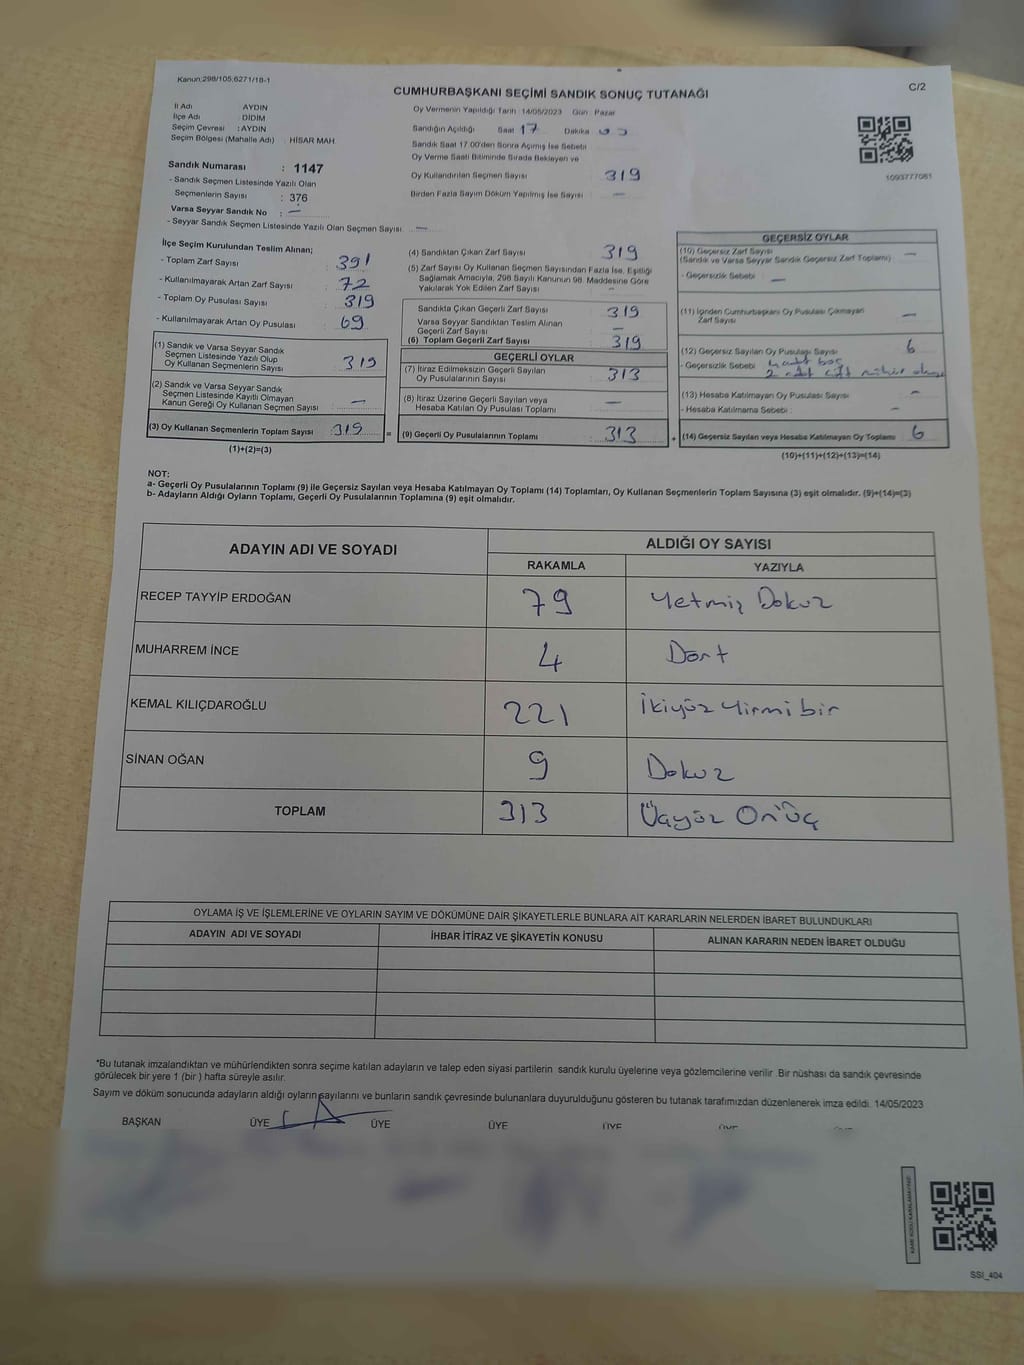 Kanun:298/105,6271/18-1
C/2
CUMHURBAŞKANI SEÇİMİ SANDIK SONUÇ TUTANAĞI
İl Adı : AYDIN
İlçe Adı : DİDİM
Seçim Çevresi : AYDIN
Seçim Bölgesi (Mahalle Adı) : HİSAR MAH.
Sandık Numarası : 1147
- Sandık Seçmen Listesinde Yazılı Olan
Seçmenlerin Sayısı : 376
Varsa Seyyar Sandık No : —
- Seyyar Sandık Seçmen Listesinde Yazılı Olan Seçmen Sayısı: —
Oy Vermenin Yapıldığı Tarih :14/05/2023 Gün : Pazar
Sandığın Açıldığı Saat 17 Dakika
Sandık Saat 17.00'den Sonra Açılmış İse Sebebi
Oy Verme Saati Bitiminde Sırada Bekleyen ve
Oy Kullandırılan Seçmen Sayısı 319
Birden Fazla Sayım Döküm Yapılmış İse Sayısı —
1093777061
İlçe Seçim Kurulundan Teslim Alınan;
- Toplam Zarf Sayısı : 391
- Kullanılmayarak Artan Zarf Sayısı : 72
- Toplam Oy Pusulası Sayısı : 319
- Kullanılmayarak Artan Oy Pusulası : 69
(1) Sandık ve Varsa Seyyar Sandık
Seçmen Listesinde Yazılı Olup
Oy Kullanan Seçmenlerin Sayısı : 319
(2) Sandık ve Varsa Seyyar Sandık
Seçmen Listesinde Kayıtlı Olmayan
Kanun Gereği Oy Kullanan Seçmen Sayısı : —
(3) Oy Kullanan Seçmenlerin Toplam Sayısı : 319
(1)+(2)=(3)
(4) Sandıktan Çıkan Zarf Sayısı 319
(5) Zarf Sayısı Oy Kullanan Seçmen Sayısından Fazla İse, Eşitliği
Sağlamak Amacıyla, 298 Sayılı Kanunun 98. Maddesine Göre
Yakılarak Yok Edilen Zarf Sayısı : —
Sandıkta Çıkan Geçerli Zarf Sayısı : 319
Varsa Seyyar Sandıktan Teslim Alınan
Geçerli Zarf Sayısı : —
(6) Toplam Geçerli Zarf Sayısı : 319
GEÇERLİ OYLAR
(7) İtiraz Edilmeksizin Geçerli Sayılan
Oy Pusulalarının Sayısı : 313
(8) İtiraz Üzerine Geçerli Sayılan veya
Hesaba Katılan Oy Pusulası Toplamı : —
=
(9) Geçerli Oy Pusulalarının Toplamı : 313
+
GEÇERSİZ OYLAR
(10) Geçersiz Zarf Sayısı —
(Sandık ve Varsa Seyyar Sandık Geçersiz Zarf Toplamı)
- Geçersizlik Sebebi : —
(11) İçinden Cumhurbaşkanı Oy Pusulası Çıkmayan
Zarf Sayısı —
(12) Geçersiz Sayılan Oy Pusulası Sayısı 6
- Geçersizlik Sebebi 4 adet boş
2 adet çift mühür
(13) Hesaba Katılmayan Oy Pusulası Sayısı —
- Hesaba Katılmama Sebebi : —
(14) Geçersiz Sayılan veya Hesaba Katılmayan Oy Toplamı 6
(10)+(11)+(12)+(13)=(14)
NOT:
a- Geçerli Oy Pusulalarının Toplamı (9) ile Geçersiz Sayılan veya Hesaba Katılmayan Oy Toplamı (14) Toplamları, Oy Kullanan Seçmenlerin Toplam Sayısına (3) eşit olmalıdır. (9)+(14)=(3)
b- Adayların Aldığı Oyların Toplamı, Geçerli Oy Pusulalarının Toplamına (9) eşit olmalıdır.
ADAYIN ADI VE SOYADI
ALDIĞI OY SAYISI
RAKAMLA YAZIYLA
RECEP TAYYİP ERDOĞAN 79 Yetmiş Dokuz
MUHARREM İNCE 4 Dört
KEMAL KILIÇDAROĞLU 221 İkiyüz Yirmi bir
SİNAN OĞAN 9 Dokuz
TOPLAM 313 Üçyüz Onüç
OYLAMA İŞ VE İŞLEMLERİNE VE OYLARIN SAYIM VE DÖKÜMÜNE DAİR ŞİKAYETLERLE BUNLARA AİT KARARLARIN NELERDEN İBARET BULUNDUKLARI
ADAYIN ADI VE SOYADI İHBAR İTİRAZ VE ŞİKAYETİN KONUSU ALINAN KARARIN NEDEN İBARET OLDUĞU
*Bu tutanak imzalandıktan ve mühürlendikten sonra seçime katılan adayların ve talep eden siyasi partilerin sandık kurulu üyelerine veya gözlemcilerine verilir. Bir nüshası da sandık çevresinde
görülecek bir yere 1 (bir) hafta süreyle asılır.
Sayım ve döküm sonucunda adayların aldığı oyların sayılarını ve bunların sandık çevresinde bulunanlara duyurulduğunu gösteren bu tutanak tarafımızdan düzenlenerek imza edildi. 14/05/2023
BAŞKAN ÜYE ÜYE ÜYE ÜYE ÜYE
KARE KODU KARALAMAYINIZ
SSI_404